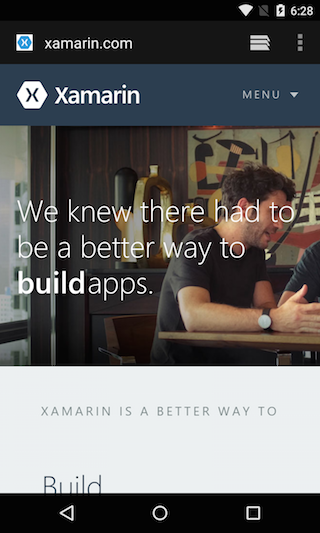 6:28
xamarin.com
Xamarin
MENU
We knew there had to
be a better way to
build apps.
XAMARIN IS A BETTER WAY TO
Build